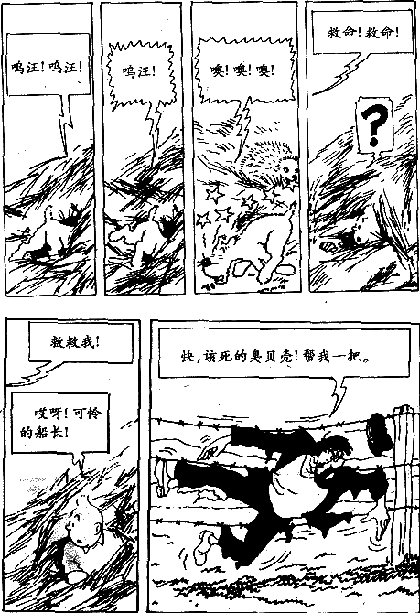 呜汪！呜汪！
呜汪！
噢！噢！噢！
救命！救命！
?
救救我！
哎呀！可怜
的船长！
快，该死的臭贝壳！帮我一把。